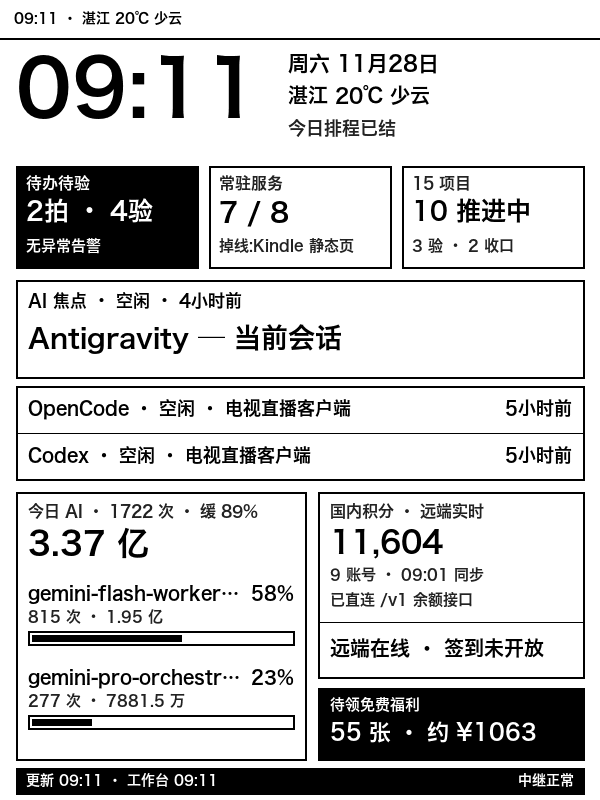 09:11 · 湛江 20℃ 少云
09:11
周六 11月28日
湛江 20℃ 少云
今日排程已结
待办待验
2拍 · 4验
无异常告警
常驻服务
7 / 8
掉线:Kindle 静态页
15 项目
10 推进中
3 验 · 2 收口
AI 焦点 · 空闲 · 4小时前
Antigravity — 当前会话
OpenCode · 空闲 · 电视直播客户端 5小时前
Codex · 空闲 · 电视直播客户端 5小时前
今日 AI · 1722 次 · 缓 89%
3.37 亿
gemini-flash-worker… 58%
815 次 · 1.95 亿
gemini-pro-orchestr… 23%
277 次 · 7881.5 万
国内积分 · 远端实时
11,604
9 账号 · 09:01 同步
已直连 /v1 余额接口
远端在线 · 签到未开放
待领免费福利
55 张 · 约 ¥1063
更新 09:11 · 工作台 09:11 中继正常